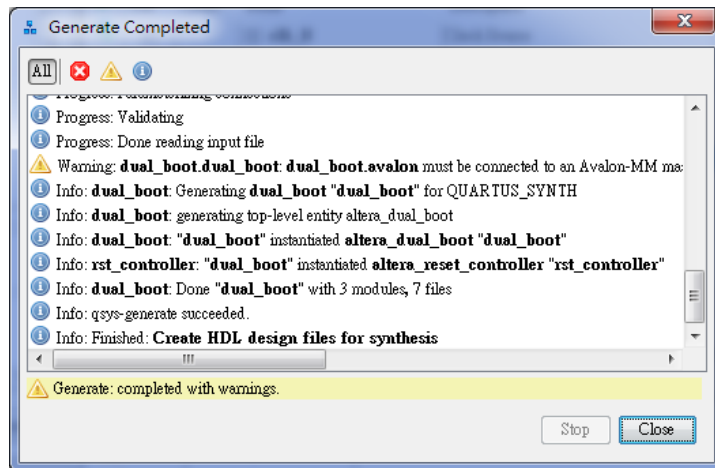 Generate Completed
All
Progress: Validating
Progress: Done reading input file
Warning: dual_boot.dual_boot: dual_boot.avalon must be connected to an Avalon-MM ma
Info: dual_boot: Generating dual_boot "dual_boot" for QUARTUS_SYNTH
Info: dual_boot: generating top-level entity altera_dual_boot
Info: dual_boot: "dual_boot" instantiated altera_dual_boot "dual_boot"
Info: rst_controller: "dual_boot" instantiated altera_reset_controller "rst_controller"
Info: dual_boot: Done "dual_boot" with 3 modules, 7 files
Info: qsys-generate succeeded.
Info: Finished: Create HDL design files for synthesis
Generate: completed with warnings.
Stop
Close